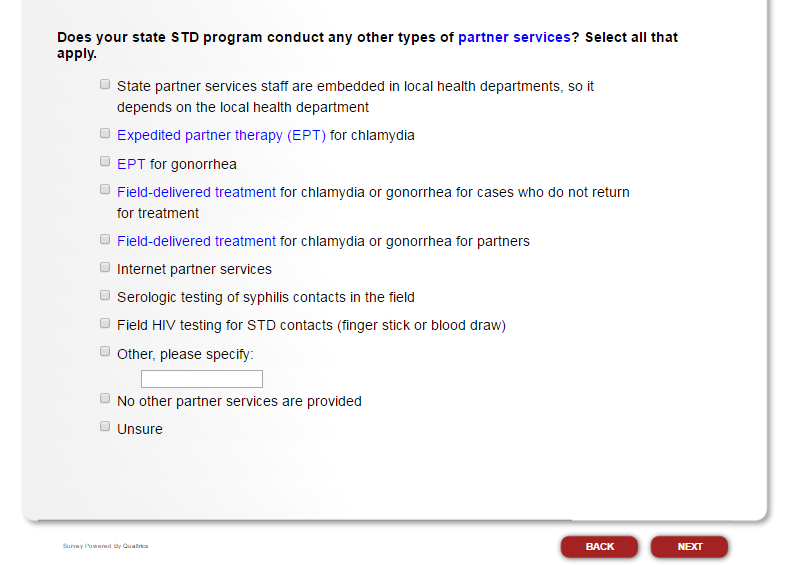 Does your state STD program conduct any other types of partner services? Select all that
apply.
State partner services staff are embedded in local health departments, so it
depends on the local health department
Expedited partner therapy (EPT) for chlamydia
EPT for gonorrhea
Field-delivered treatment for chlamydia or gonorrhea for cases who do not return
for treatment
Field-delivered treatment for chlamydia or gonorrhea for partners
Internet partner services
Serologic testing of syphilis contacts in the field
Field HIV testing for STD contacts (finger stick or blood draw)
Other, please specify:
No other partner services are provided
Unsure
Survey Powered By Qualtrics
BACK
NEXT